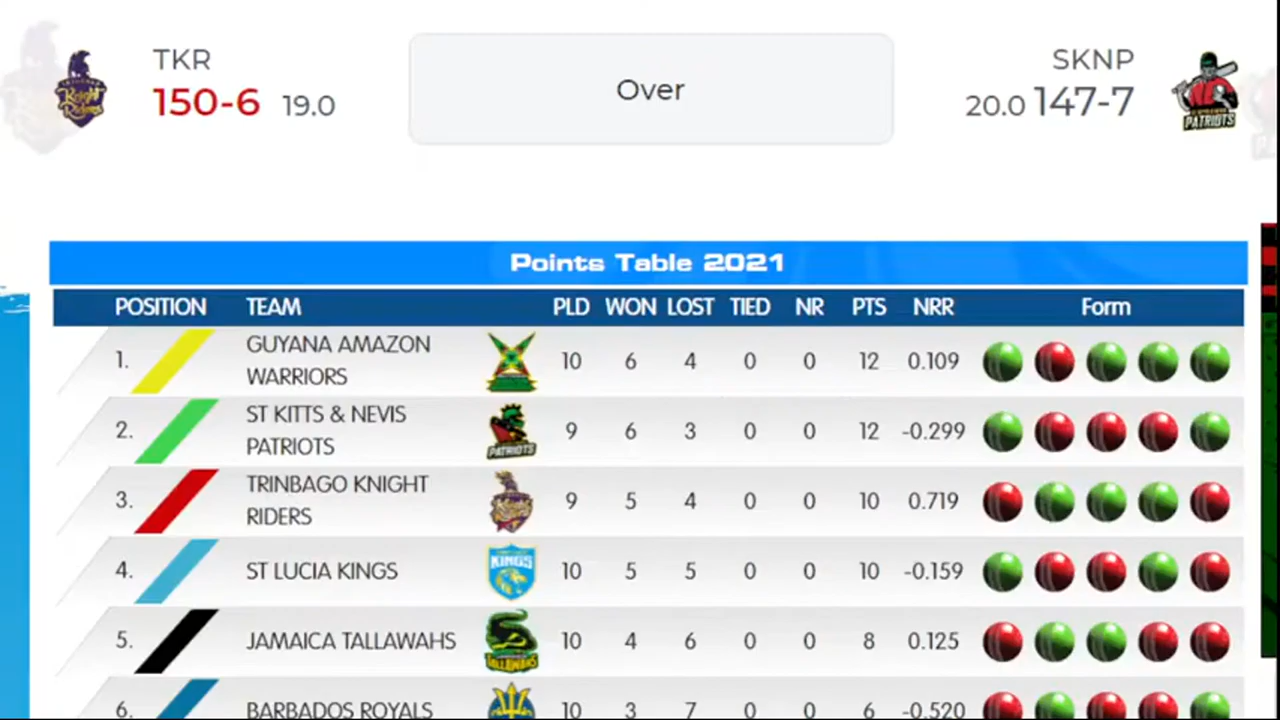 TKR
150-6 19.0
Over
SKNP
20.0 147-7
PATRIOTS
Points Table 2021
POSITION TEAM PLD WON LOST TIED NR PTS NRR Form
1. GUYANA AMAZON WARRIORS 10 6 4 0 0 12 0.109
2. ST KITTS & NEVIS PATRIOTS 9 6 3 0 0 12 -0.299
PATRIOTS
3. TRINBAGO KNIGHT RIDERS 9 5 4 0 0 10 0.719
KINGS
4. ST LUCIA KINGS 10 5 5 0 0 10 -0.159
5. JAMAICA TALLAWAHS 10 4 6 0 0 8 0.125
TALLAWAHS
6. BARBADOS ROYALS 10 3 7 0 0 6 -0.520